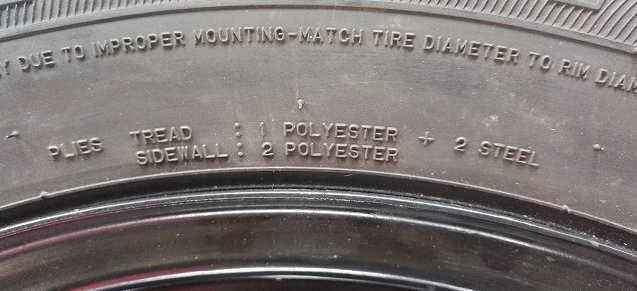 Y DUE TO IMPROPER MOUNTING-MATCH TIRE DIAMETER TO RIM DIAM
PLIES TREAD : 1 POLYESTER + 2 STEEL
SIDEWALL : 2 POLYESTER